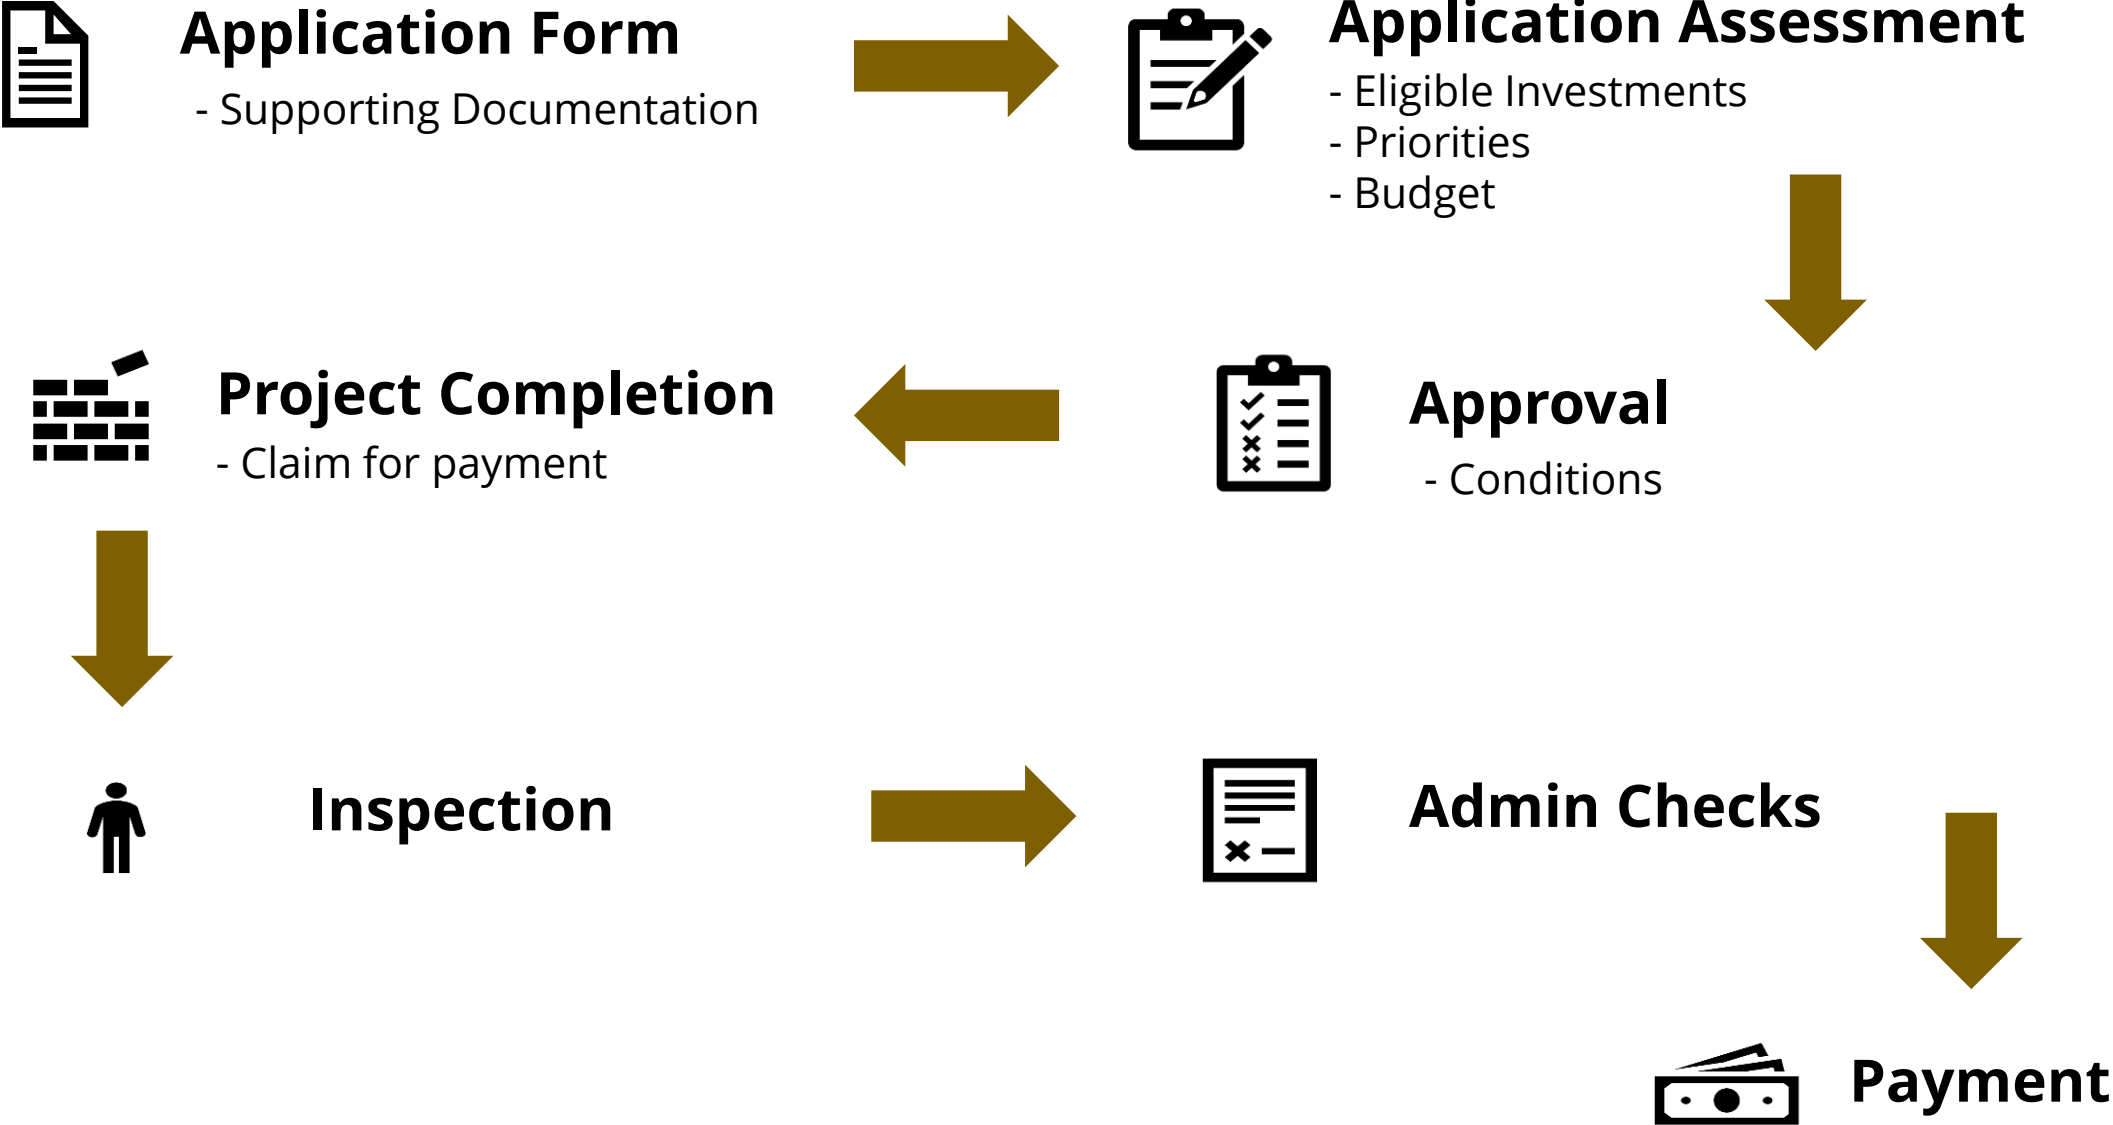 Application Form
- Supporting Documentation
Application Assessment
- Eligible Investments
- Priorities
- Budget
Project Completion
- Claim for payment
Approval
- Conditions
Inspection
Admin Checks
Payment